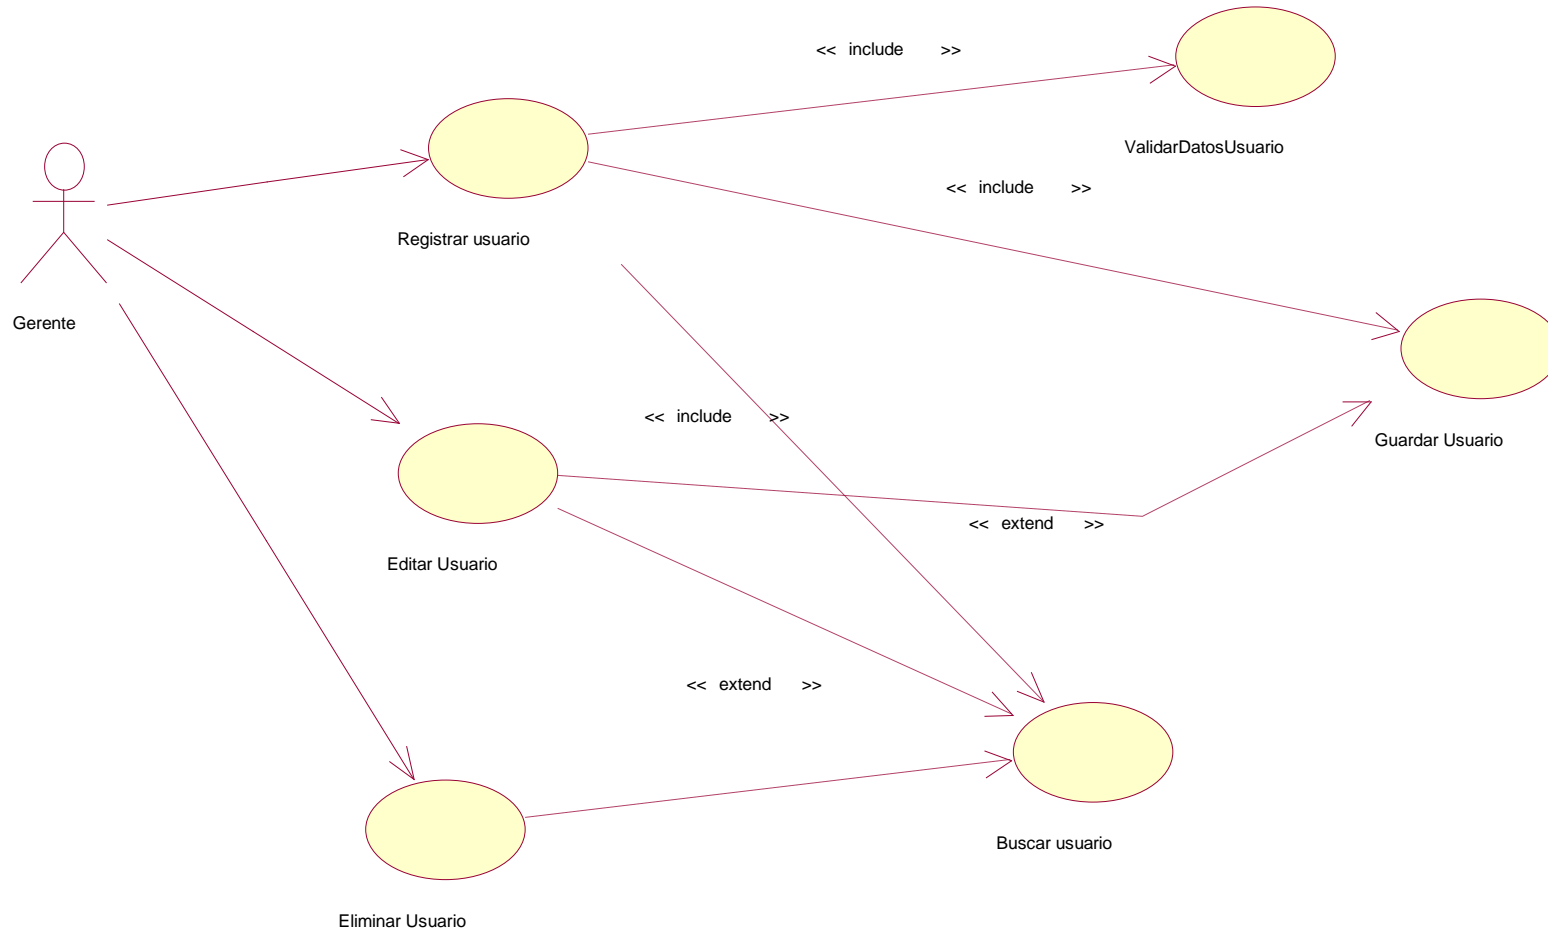 << include >>
ValidarDatosUsuario
<< include >>
Registrar usuario
Gerente
<< include >>
Guardar Usuario
<< extend >>
Editar Usuario
<< extend >>
Buscar usuario
Eliminar Usuario